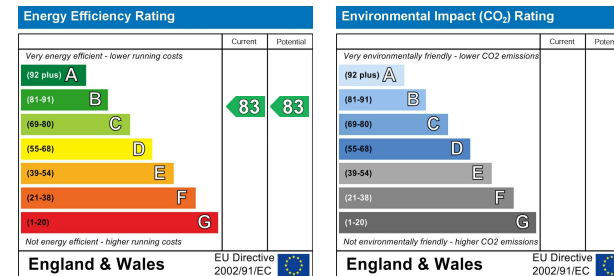 Energy Efficiency Rating
Current Potential
Very energy efficient - lower running costs
(92 plus) A
(81-91) B
(69-80) C
(55-68) D
(39-54) E
(21-38) F
(1-20) G
83 83
Not energy efficient - higher running costs
England & Wales
EU Directive
2002/91/EC
Environmental Impact (CO₂) Rating
Current Poten
Very environmentally friendly - lower CO2 emissions
(92 plus) A
(81-91) B
(69-80) C
(55-68) D
(39-54) E
(21-38) F
(1-20) G
Not environmentally friendly - higher CO2 emissions
England & Wales
EU Directive
2002/91/EC